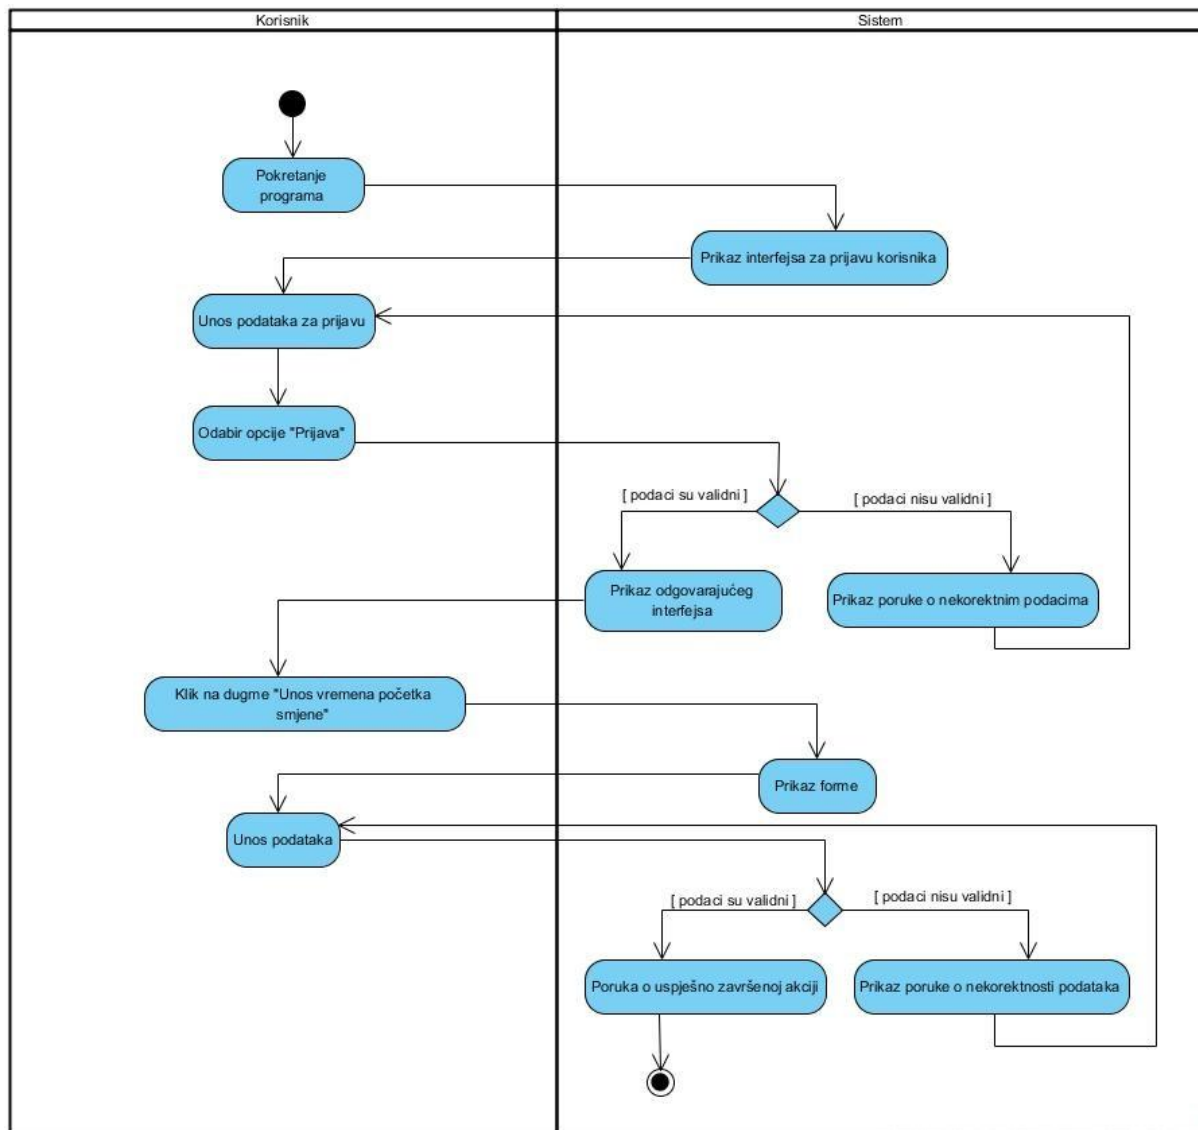 Korisnik
Sistem
Pokretanje
programa
Prikaz interfejsa za prijavu korisnika
Unos podataka za prijavu
Odabir opcije "Prijava"
[ podaci su validni ]
[ podaci nisu validni ]
Prikaz odgovarajućeg
interfejsa
Prikaz poruke o nekorektnim podacima
Klik na dugme "Unos vremena početka
smjene"
Prikaz forme
Unos podataka
[ podaci su validni ]
[ podaci nisu validni ]
Poruka o uspješno završenoj akciji
Prikaz poruke o nekorektnosti podataka